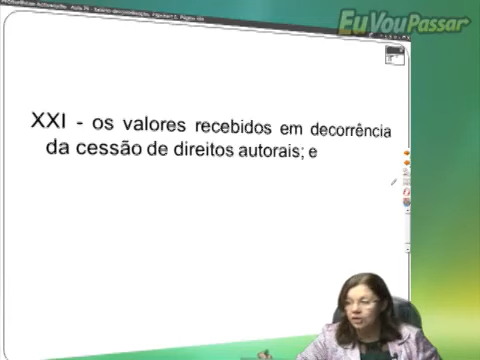 EuVouPassar
XXI - os valores recebidos em decorrência
da cessão de direitos autorais; e